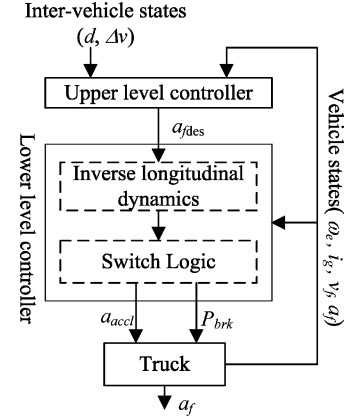 Inter-vehicle states
(d, Δv)
Upper level controller
a_fdes
Lower level controller
Inverse longitudinal
dynamics
Switch Logic
Vehicle states( ω_e, i_g, v_f, a_f)
a_accl
P_brk
Truck
a_f